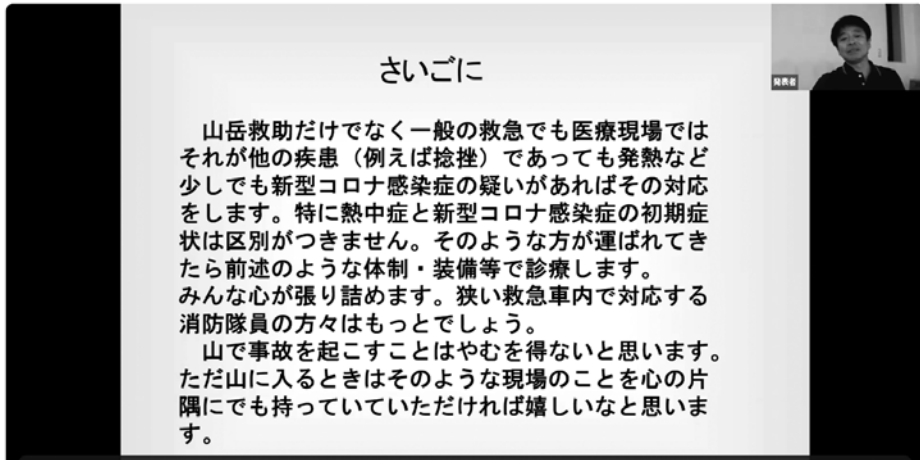 さいごに
発表者
　山岳救助だけでなく一般の救急でも医療現場では
それが他の疾患（例えば捻挫）であっても発熱など
少しでも新型コロナ感染症の疑いがあればその対応
をします。特に熱中症と新型コロナ感染症の初期症
状は区別がつきません。そのような方が運ばれてき
たら前述のような体制・装備等で診療します。
みんな心が張り詰めます。狭い救急車内で対応する
消防隊員の方々はもっとでしょう。
　山で事故を起こすことはやむを得ないと思います。
ただ山に入るときはそのような現場のことを心の片
隅にでも持っていていただければ嬉しいなと思いま
す。